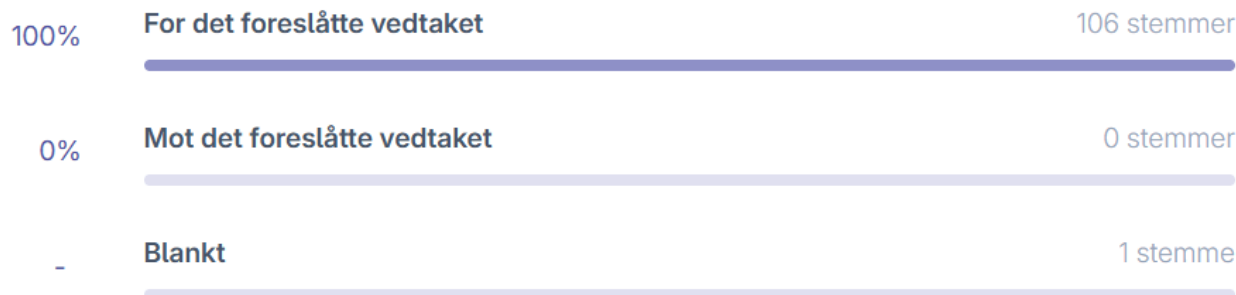 100% For det foreslåtte vedtaket 106 stemmer
0% Mot det foreslåtte vedtaket 0 stemmer
- Blankt 1 stemme